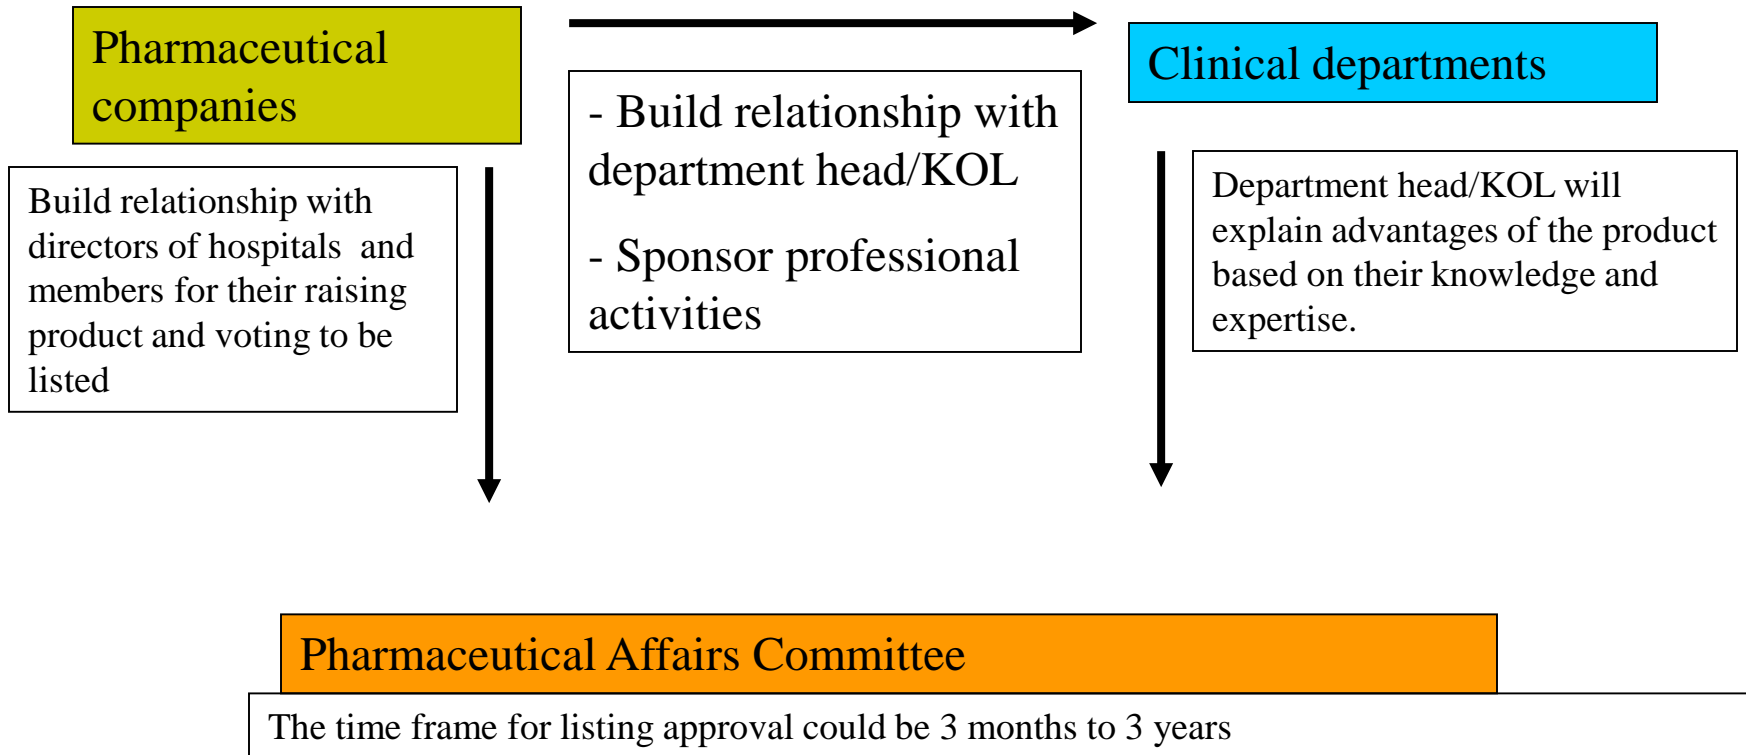 Pharmaceutical
companies
Clinical departments
- Build relationship with
department head/KOL
- Sponsor professional
activities
Build relationship with
directors of hospitals and
members for their raising
product and voting to be
listed
Department head/KOL will
explain advantages of the product
based on their knowledge and
expertise.
Pharmaceutical Affairs Committee
The time frame for listing approval could be 3 months to 3 years